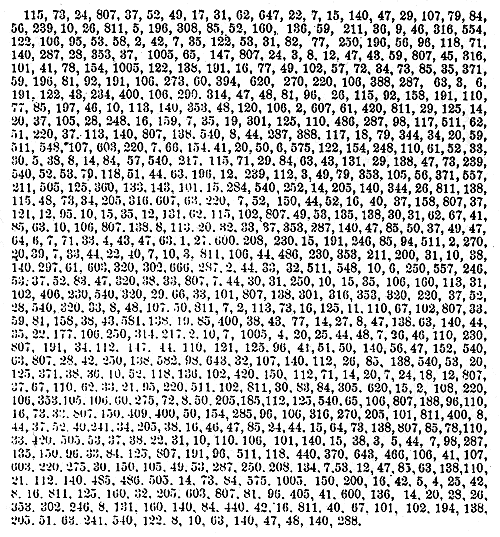 115, 73, 24, 807, 37, 52, 49, 17, 31, 62, 647, 22, 7, 15, 140, 47, 29, 107, 79, 84,
56, 239, 10, 26, 811, 5, 196, 308, 85, 52, 160, 136, 59, 211, 36, 9, 46, 316, 554,
122, 106, 95, 53, 58, 2, 42, 7, 35, 122, 53, 31, 82, 77, 250, 196, 56, 96, 118, 71,
140, 287, 28, 353, 37, 1005, 65, 147, 807, 24, 3, 8, 12, 47, 43, 59, 807, 45, 316,
101, 41, 78, 154, 1005, 122, 138, 191, 16, 77, 49, 102, 57, 72, 34, 73, 85, 35, 371,
59, 196, 81, 92, 191, 106, 273, 60, 394, 620, 270, 220, 106, 388, 287, 63, 3, 6,
191, 122, 43, 234, 400, 106, 290, 314, 47, 48, 81, 96, 26, 115, 92, 158, 191, 110,
77, 85, 197, 46, 10, 113, 140, 353, 48, 120, 106, 2, 607, 61, 420, 811, 29, 125, 14,
20, 37, 105, 28, 248, 16, 159, 7, 35, 19, 301, 125, 110, 486, 287, 98, 117, 511, 62,
51, 220, 37, 113, 140, 807, 138, 540, 8, 44, 287, 388, 117, 18, 79, 344, 34, 20, 59,
511, 548, 107, 603, 220, 7, 66, 154, 41, 20, 50, 6, 575, 122, 154, 248, 110, 61, 52, 33,
30, 5, 38, 8, 14, 84, 57, 540, 217, 115, 71, 29, 84, 63, 43, 131, 29, 138, 47, 73, 239,
540, 52, 53, 79, 118, 51, 44, 63, 196, 12, 239, 112, 3, 49, 79, 353, 105, 56, 371, 557,
211, 505, 125, 360, 133, 143, 101, 15, 284, 540, 252, 14, 205, 140, 344, 26, 811, 138,
115, 48, 73, 34, 205, 316, 607, 63, 220, 7, 52, 150, 44, 52, 16, 40, 37, 158, 807, 37,
121, 12, 95, 10, 15, 35, 12, 131, 62, 115, 102, 807, 49, 53, 135, 138, 30, 31, 62, 67, 41,
85, 63, 10, 106, 807, 138, 8, 113, 20, 32, 33, 37, 353, 287, 140, 47, 85, 50, 37, 49, 47,
64, 6, 7, 71, 33, 4, 43, 47, 63, 1, 27, 600, 208, 230, 15, 191, 246, 85, 94, 511, 2, 270,
20, 39, 7, 33, 44, 22, 40, 7, 10, 3, 811, 106, 44, 486, 230, 353, 211, 200, 31, 10, 38,
140, 297, 61, 603, 320, 302, 666, 287, 2, 44, 33, 32, 511, 548, 10, 6, 250, 557, 246,
53, 37, 52, 83, 47, 320, 38, 33, 807, 7, 44, 30, 31, 250, 10, 15, 35, 106, 160, 113, 31,
102, 406, 230, 540, 320, 29, 66, 33, 101, 807, 138, 301, 316, 353, 320, 220, 37, 52,
28, 540, 320, 33, 8, 48, 107, 50, 811, 7, 2, 113, 73, 16, 125, 11, 110, 67, 102, 807, 33,
59, 81, 158, 38, 43, 581, 138, 19, 85, 400, 38, 43, 77, 14, 27, 8, 47, 138, 63, 140, 44,
35, 22, 177, 106, 250, 314, 217, 2, 10, 7, 1005, 4, 20, 25, 44, 48, 7, 26, 46, 110, 230,
807, 191, 34, 112, 147, 44, 110, 121, 125, 96, 41, 51, 50, 140, 56, 47, 152, 540,
63, 807, 28, 42, 250, 138, 582, 98, 643, 32, 107, 140, 112, 26, 85, 138, 540, 53, 20,
125, 371, 38, 36, 10, 52, 118, 136, 102, 420, 150, 112, 71, 14, 20, 7, 24, 18, 12, 807,
37, 67, 110, 62, 33, 21, 95, 220, 511, 102, 811, 30, 83, 84, 305, 620, 15, 2, 108, 220,
106, 353, 105, 106, 60, 275, 72, 8, 50, 205, 185, 112, 125, 540, 65, 106, 807, 188, 96, 110,
16, 73, 33, 807, 150, 409, 400, 50, 154, 285, 96, 106, 316, 270, 205, 101, 811, 400, 8,
44, 37, 52, 40, 241, 34, 205, 38, 16, 46, 47, 85, 24, 44, 15, 64, 73, 138, 807, 85, 78, 110,
33, 420, 505, 53, 37, 38, 22, 31, 10, 110, 106, 101, 140, 15, 38, 3, 5, 44, 7, 98, 287,
135, 150, 96, 33, 84, 125, 807, 191, 96, 511, 118, 440, 370, 643, 466, 106, 41, 107,
603, 220, 275, 30, 150, 105, 49, 53, 287, 250, 208, 134, 7, 53, 12, 47, 85, 63, 138, 110,
21, 112, 140, 485, 486, 505, 14, 73, 84, 575, 1005, 150, 200, 16, 42, 5, 4, 25, 42,
8, 16, 811, 125, 160, 32, 205, 603, 807, 81, 96, 405, 41, 600, 136, 14, 20, 28, 26,
353, 302, 246, 8, 131, 160, 140, 84, 440, 42, 16, 811, 40, 67, 101, 102, 194, 138,
205, 51, 63, 241, 540, 122, 8, 10, 63, 140, 47, 48, 140, 288.